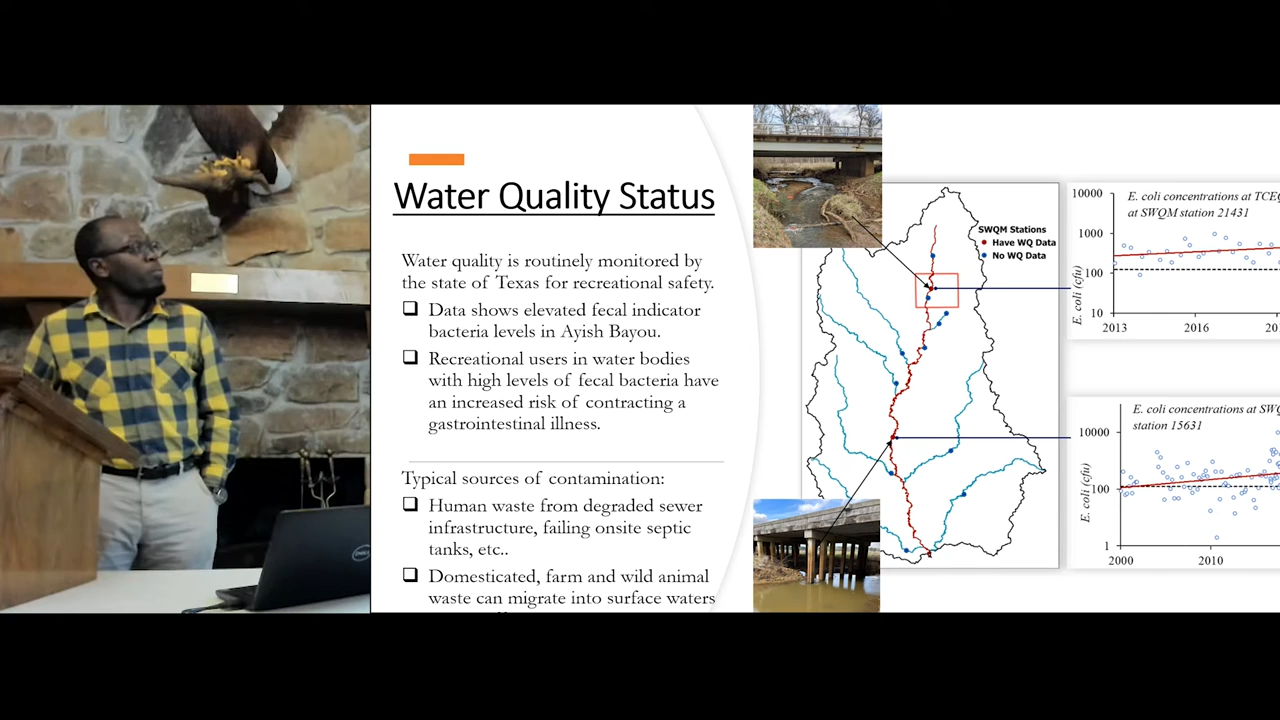 Water Quality Status
Water quality is routinely monitored by
the state of Texas for recreational safety.
Data shows elevated fecal indicator
bacteria levels in Ayish Bayou.
Recreational users in water bodies
with high levels of fecal bacteria have
an increased risk of contracting a
gastrointestinal illness.
Typical sources of contamination:
Human waste from degraded sewer
infrastructure, failing onsite septic
tanks, etc..
Domesticated, farm and wild animal
waste can migrate into surface waters
SWQM Stations
Have WQ Data
No WQ Data
E. coli concentrations at TCE
at SWQM station 21431
E. coli (cfu)
10000
1000
100
10
2013
2016
E. coli concentrations at SW
station 15631
E. coli (cfu)
10000
100
1
2000
2010
DELL